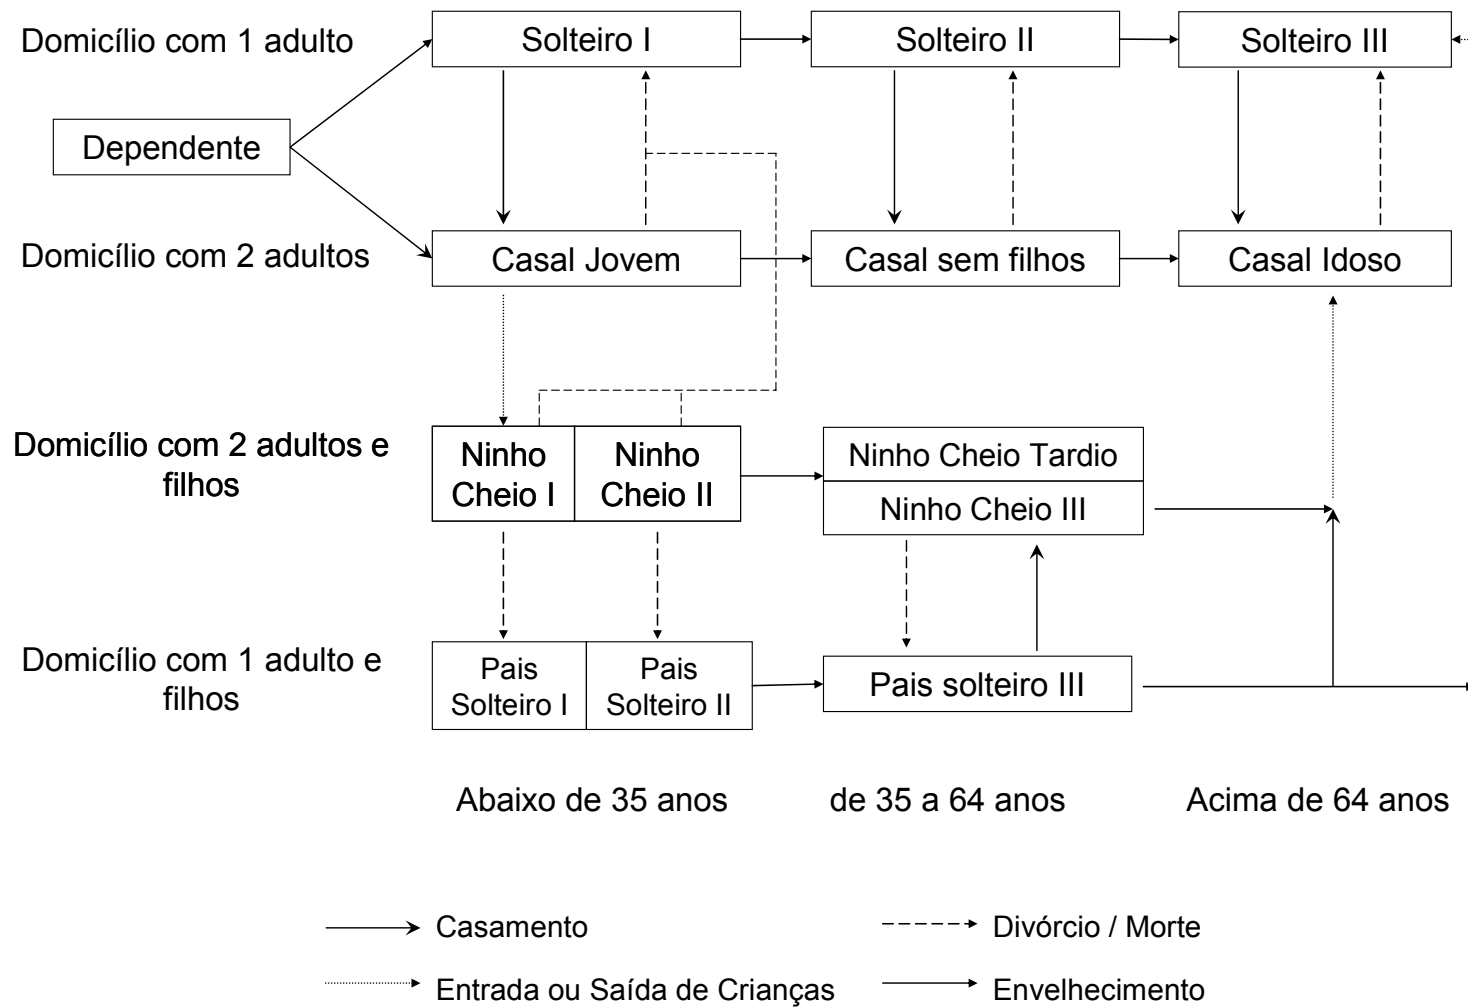 Domicílio com 1 adulto
Solteiro I
Solteiro II
Solteiro III
Dependente
Domicílio com 2 adultos
Casal Jovem
Casal sem filhos
Casal Idoso
Domicílio com 2 adultos e
filhos
Ninho
Cheio I
Ninho
Cheio II
Ninho Cheio Tardio
Ninho Cheio III
Domicílio com 1 adulto e
filhos
Pais
Solteiro I
Pais
Solteiro II
Pais solteiro III
Abaixo de 35 anos
de 35 a 64 anos
Acima de 64 anos
Casamento
Divórcio / Morte
Entrada ou Saída de Crianças
Envelhecimento